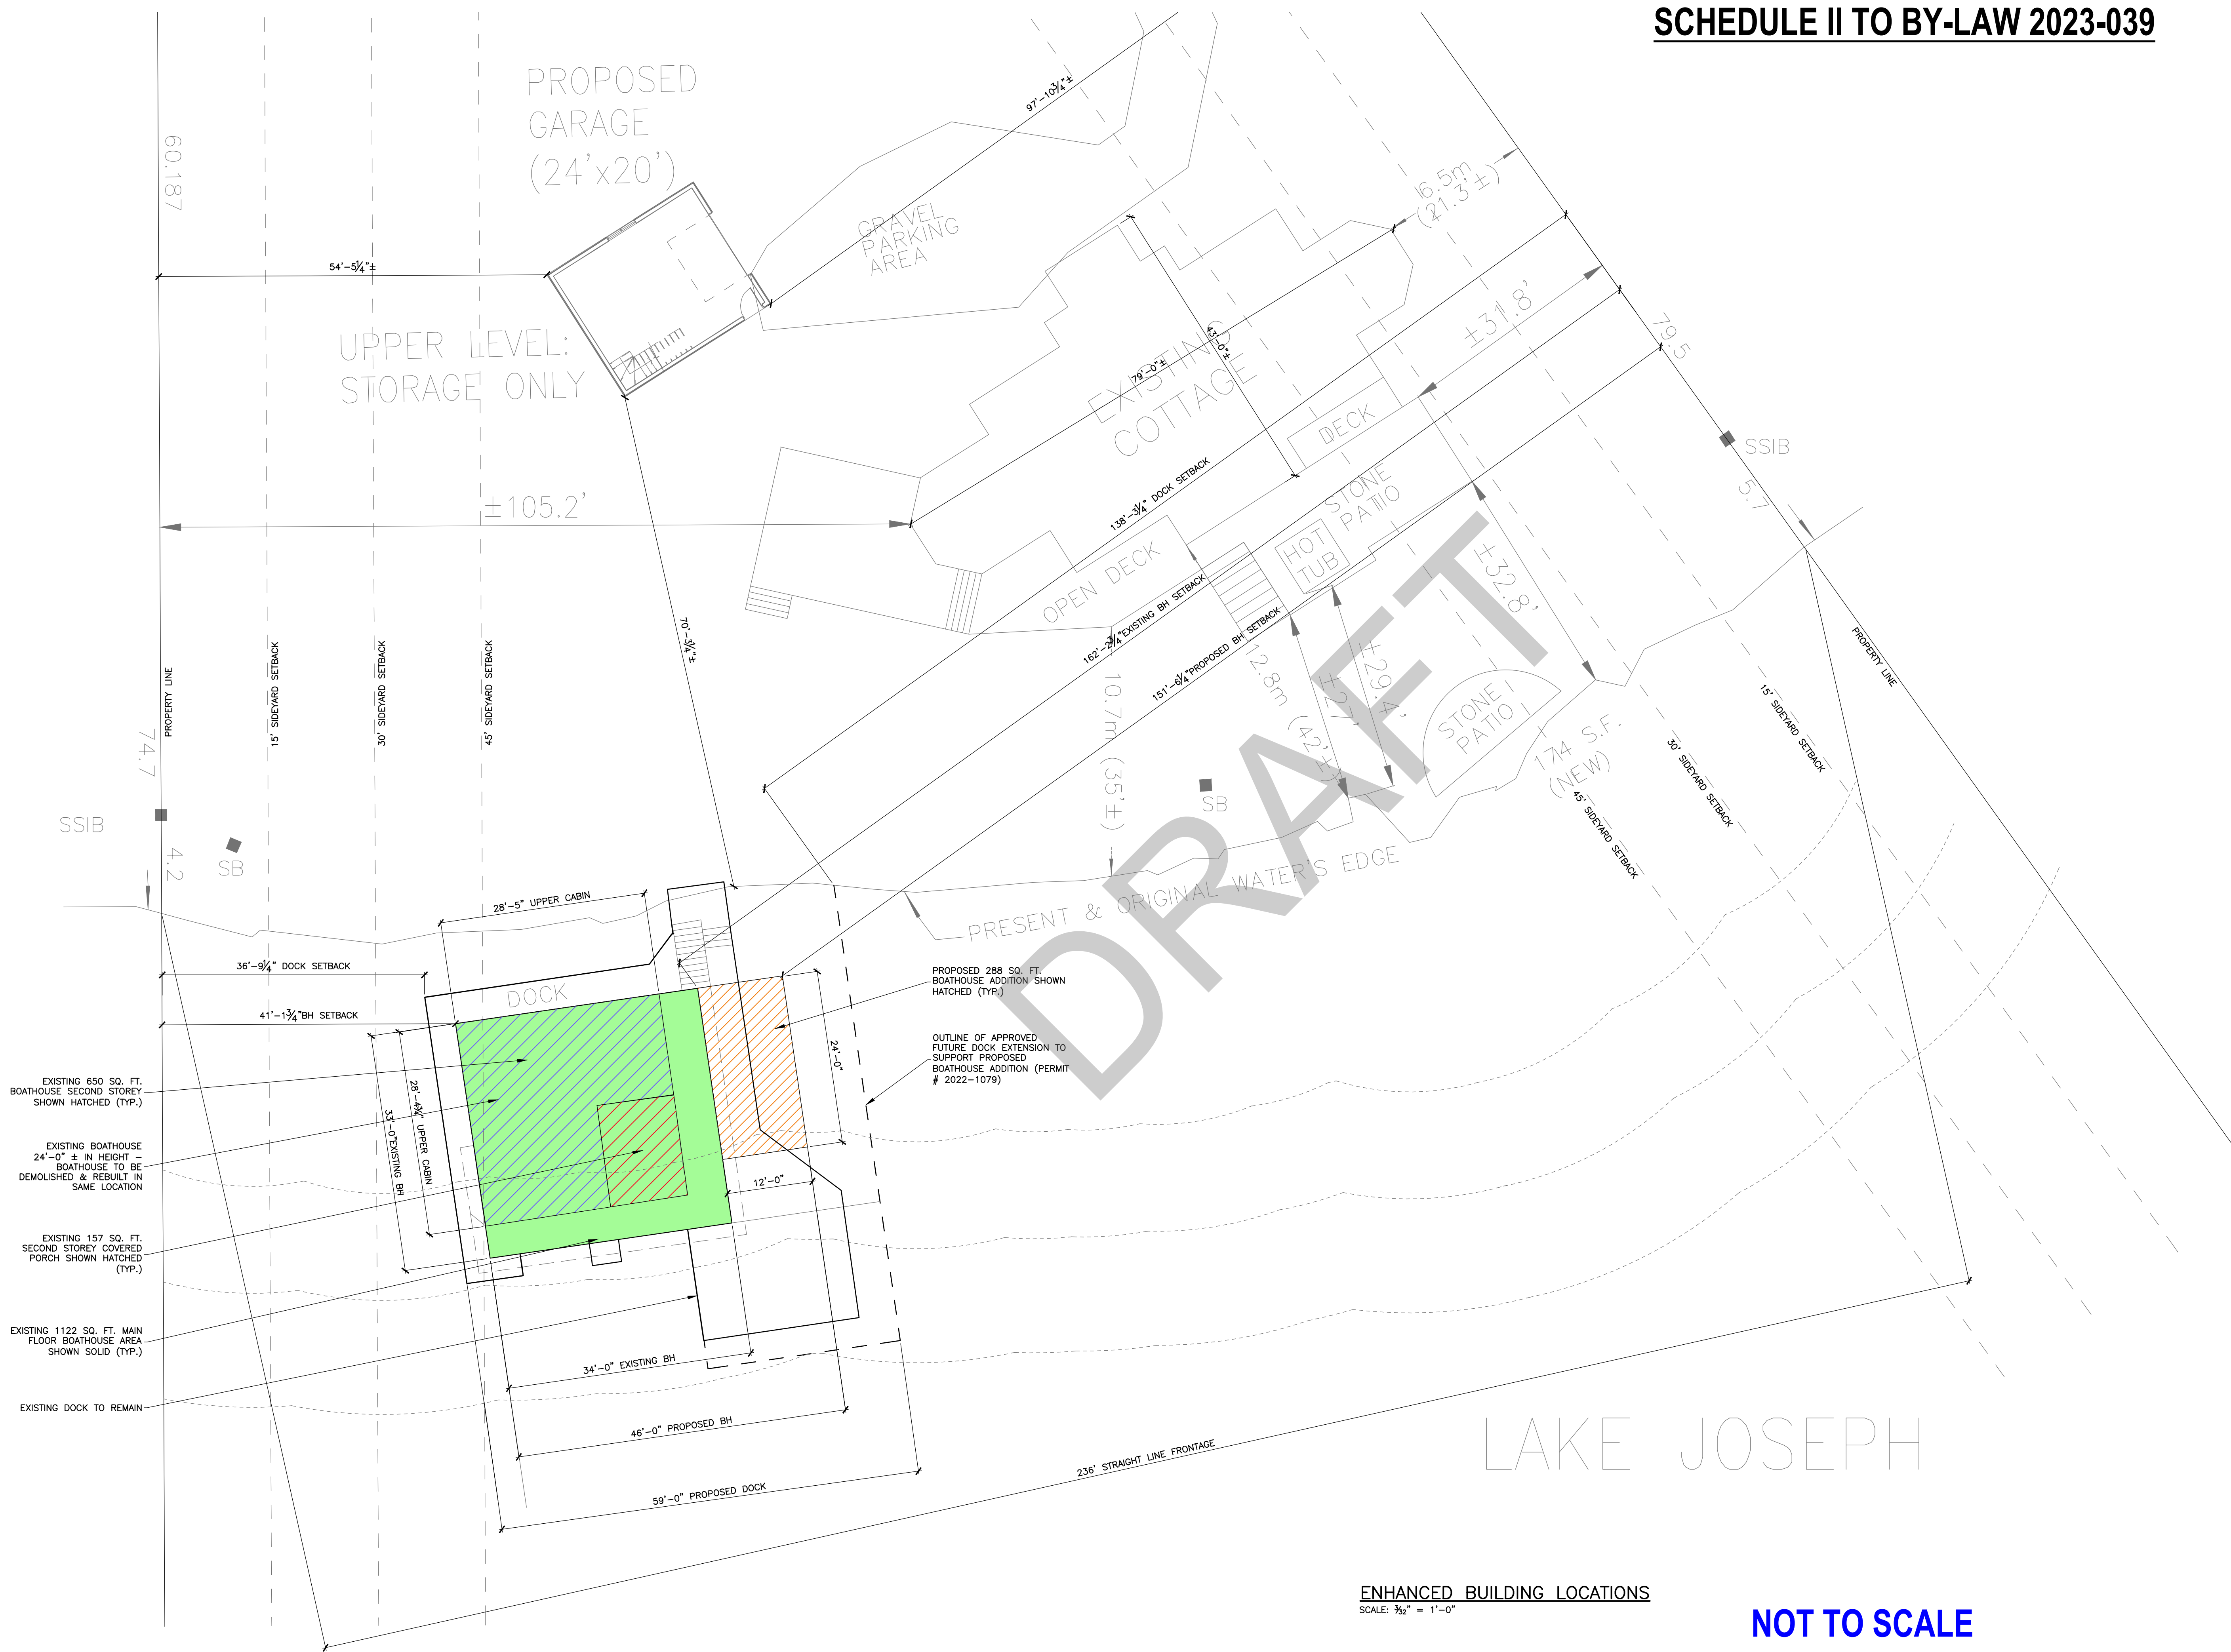 SCHEDULE II TO BY-LAW 2023-039
PROPOSED
GARAGE
(24'x20')
60.187
97'-10¾"±
GRAVEL
PARKING
AREA
6.5m
(21.3'±)
54'-5¼"±
UPPER LEVEL:
STORAGE ONLY
43'-0"±
79'-0"±
EXISTING
COTTAGE
±31.8'
79.5
DECK
SSIB
5.7
±105.2'
138'-3¼" DOCK SETBACK
STONE
PATIO
HOT
TUB
OPEN DECK
±32.8'
162'-2¾"EXISTING BH SETBACK
151'-6¼"PROPOSED BH SETBACK
70'-¾"±
PROPERTY LINE
15' SIDEYARD SETBACK
30' SIDEYARD SETBACK
45' SIDEYARD SETBACK
10.7m (35'±)
12.8m (42'±)
±27'
±29.4'
STONE
PATIO
174 S.F.
(NEW)
PROPERTY LINE
15' SIDEYARD SETBACK
30' SIDEYARD SETBACK
45' SIDEYARD SETBACK
74.7
SSIB
SB
4.2
SB
DRAFT
PRESENT & ORIGINAL WATER'S EDGE
28'-5" UPPER CABIN
36'-9¼" DOCK SETBACK
DOCK
41'-1¾"BH SETBACK
PROPOSED 288 SQ. FT.
BOATHOUSE ADDITION SHOWN
HATCHED (TYP.)
OUTLINE OF APPROVED
FUTURE DOCK EXTENSION TO
SUPPORT PROPOSED
BOATHOUSE ADDITION (PERMIT
# 2022-1079)
24'-0"
28'-4¾" UPPER CABIN
33'-0"EXISTING BH
12'-0"
EXISTING 650 SQ. FT.
BOATHOUSE SECOND STOREY
SHOWN HATCHED (TYP.)
EXISTING BOATHOUSE
24'-0" ± IN HEIGHT -
BOATHOUSE TO BE
DEMOLISHED & REBUILT IN
SAME LOCATION
EXISTING 157 SQ. FT.
SECOND STOREY COVERED
PORCH SHOWN HATCHED
(TYP.)
EXISTING 1122 SQ. FT. MAIN
FLOOR BOATHOUSE AREA
SHOWN SOLID (TYP.)
EXISTING DOCK TO REMAIN
34'-0" EXISTING BH
46'-0" PROPOSED BH
59'-0" PROPOSED DOCK
236' STRAIGHT LINE FRONTAGE
LAKE JOSEPH
ENHANCED BUILDING LOCATIONS
SCALE: 3/32" = 1'-0"
NOT TO SCALE